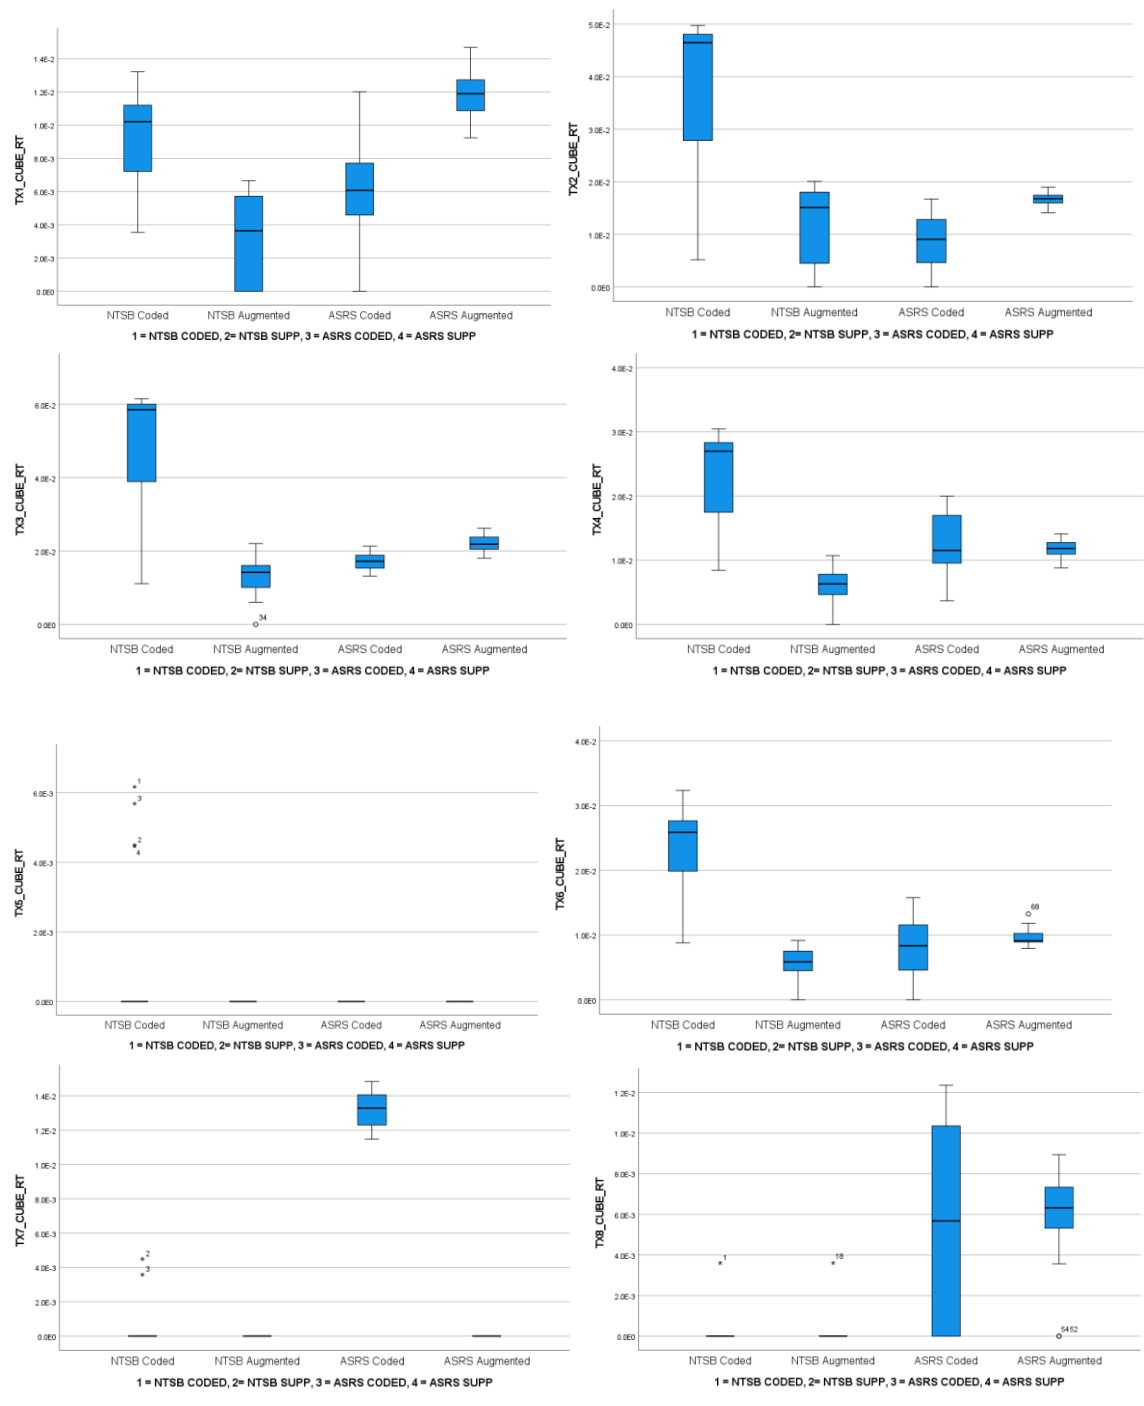 TX1_CUBE_RT
1.4E-2
1.2E-2
1.0E-2
8.0E-3
6.0E-3
4.0E-3
2.0E-3
0.0E0
NTSB Coded NTSB Augmented ASRS Coded ASRS Augmented
1 = NTSB CODED, 2= NTSB SUPP, 3 = ASRS CODED, 4 = ASRS SUPP
TX2_CUBE_RT
5.0E-2
4.0E-2
3.0E-2
2.0E-2
1.0E-2
0.0E0
NTSB Coded NTSB Augmented ASRS Coded ASRS Augmented
1 = NTSB CODED, 2= NTSB SUPP, 3 = ASRS CODED, 4 = ASRS SUPP
TX3_CUBE_RT
6.0E-2
4.0E-2
2.0E-2
0.0E0
34
NTSB Coded NTSB Augmented ASRS Coded ASRS Augmented
1 = NTSB CODED, 2= NTSB SUPP, 3 = ASRS CODED, 4 = ASRS SUPP
TX4_CUBE_RT
4.0E-2
3.0E-2
2.0E-2
1.0E-2
0.0E0
NTSB Coded NTSB Augmented ASRS Coded ASRS Augmented
1 = NTSB CODED, 2= NTSB SUPP, 3 = ASRS CODED, 4 = ASRS SUPP
TX5_CUBE_RT
6.0E-3
4.0E-3
2.0E-3
0.0E0
1
3
2
4
NTSB Coded NTSB Augmented ASRS Coded ASRS Augmented
1 = NTSB CODED, 2= NTSB SUPP, 3 = ASRS CODED, 4 = ASRS SUPP
TX6_CUBE_RT
4.0E-2
3.0E-2
2.0E-2
1.0E-2
0.0E0
68
NTSB Coded NTSB Augmented ASRS Coded ASRS Augmented
1 = NTSB CODED, 2= NTSB SUPP, 3 = ASRS CODED, 4 = ASRS SUPP
TX7_CUBE_RT
1.4E-2
1.2E-2
1.0E-2
8.0E-3
6.0E-3
4.0E-3
2.0E-3
0.0E0
2
3
NTSB Coded NTSB Augmented ASRS Coded ASRS Augmented
1 = NTSB CODED, 2= NTSB SUPP, 3 = ASRS CODED, 4 = ASRS SUPP
TX8_CUBE_RT
1.2E-2
1.0E-2
8.0E-3
6.0E-3
4.0E-3
2.0E-3
0.0E0
1
18
5452
NTSB Coded NTSB Augmented ASRS Coded ASRS Augmented
1 = NTSB CODED, 2= NTSB SUPP, 3 = ASRS CODED, 4 = ASRS SUPP